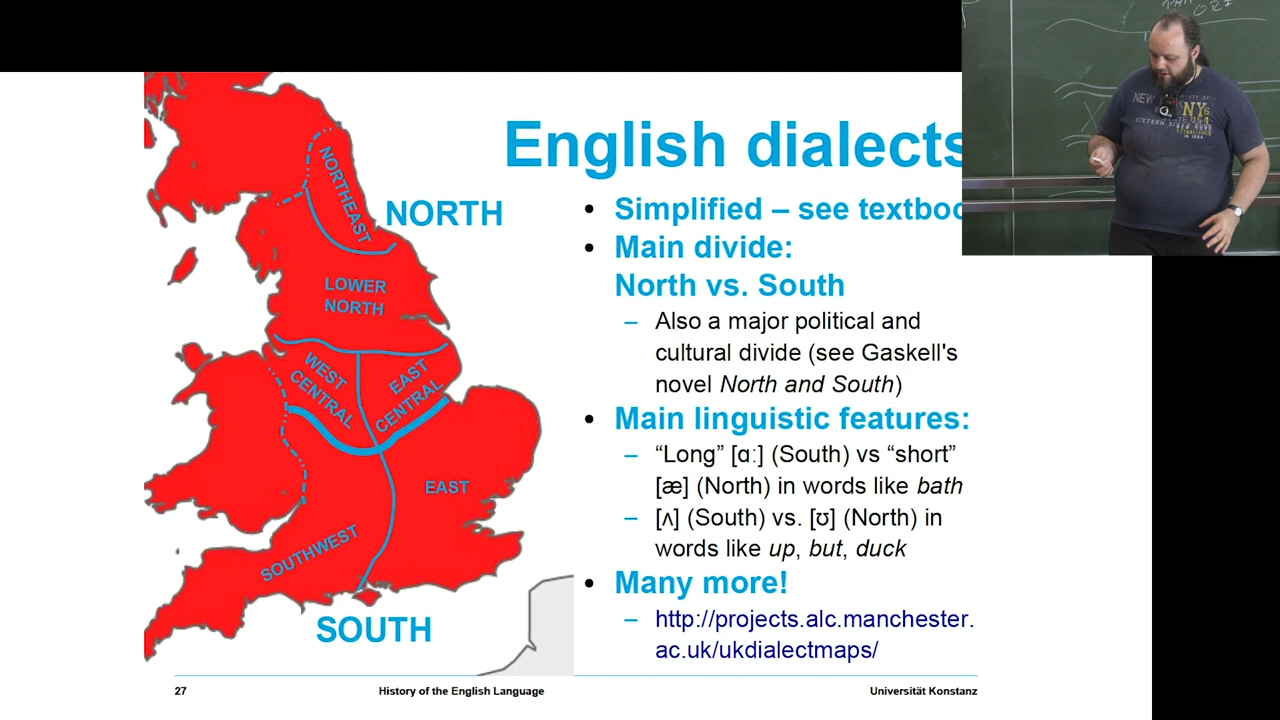 English dialects
NORTHEAST
NORTH
LOWER
NORTH
WEST
CENTRAL
EAST
CENTRAL
EAST
SOUTHWEST
SOUTH
• Simplified – see textboo
• Main divide:
North vs. South
– Also a major political and
cultural divide (see Gaskell's
novel North and South)
• Main linguistic features:
– “Long” [ɑː] (South) vs “short”
[æ] (North) in words like bath
– [ʌ] (South) vs. [ʊ] (North) in
words like up, but, duck
• Many more!
– http://projects.alc.manchester.
ac.uk/ukdialectmaps/
27
History of the English Language
Universität Konstanz
NEW
NYC